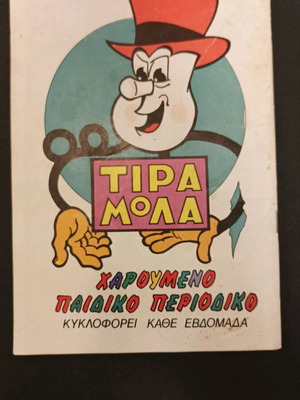 ΤΙΡΑ
ΜΟΛΑ
ΧΑΡΟΥΜΕΝΟ
ΠΑΙΔΙΚΟ ΠΕΡΙΟΔΙΚΟ
ΚΥΚΛΟΦΟΡΕΙ ΚΑΘΕ ΕΒΔΟΜΑΔΑ